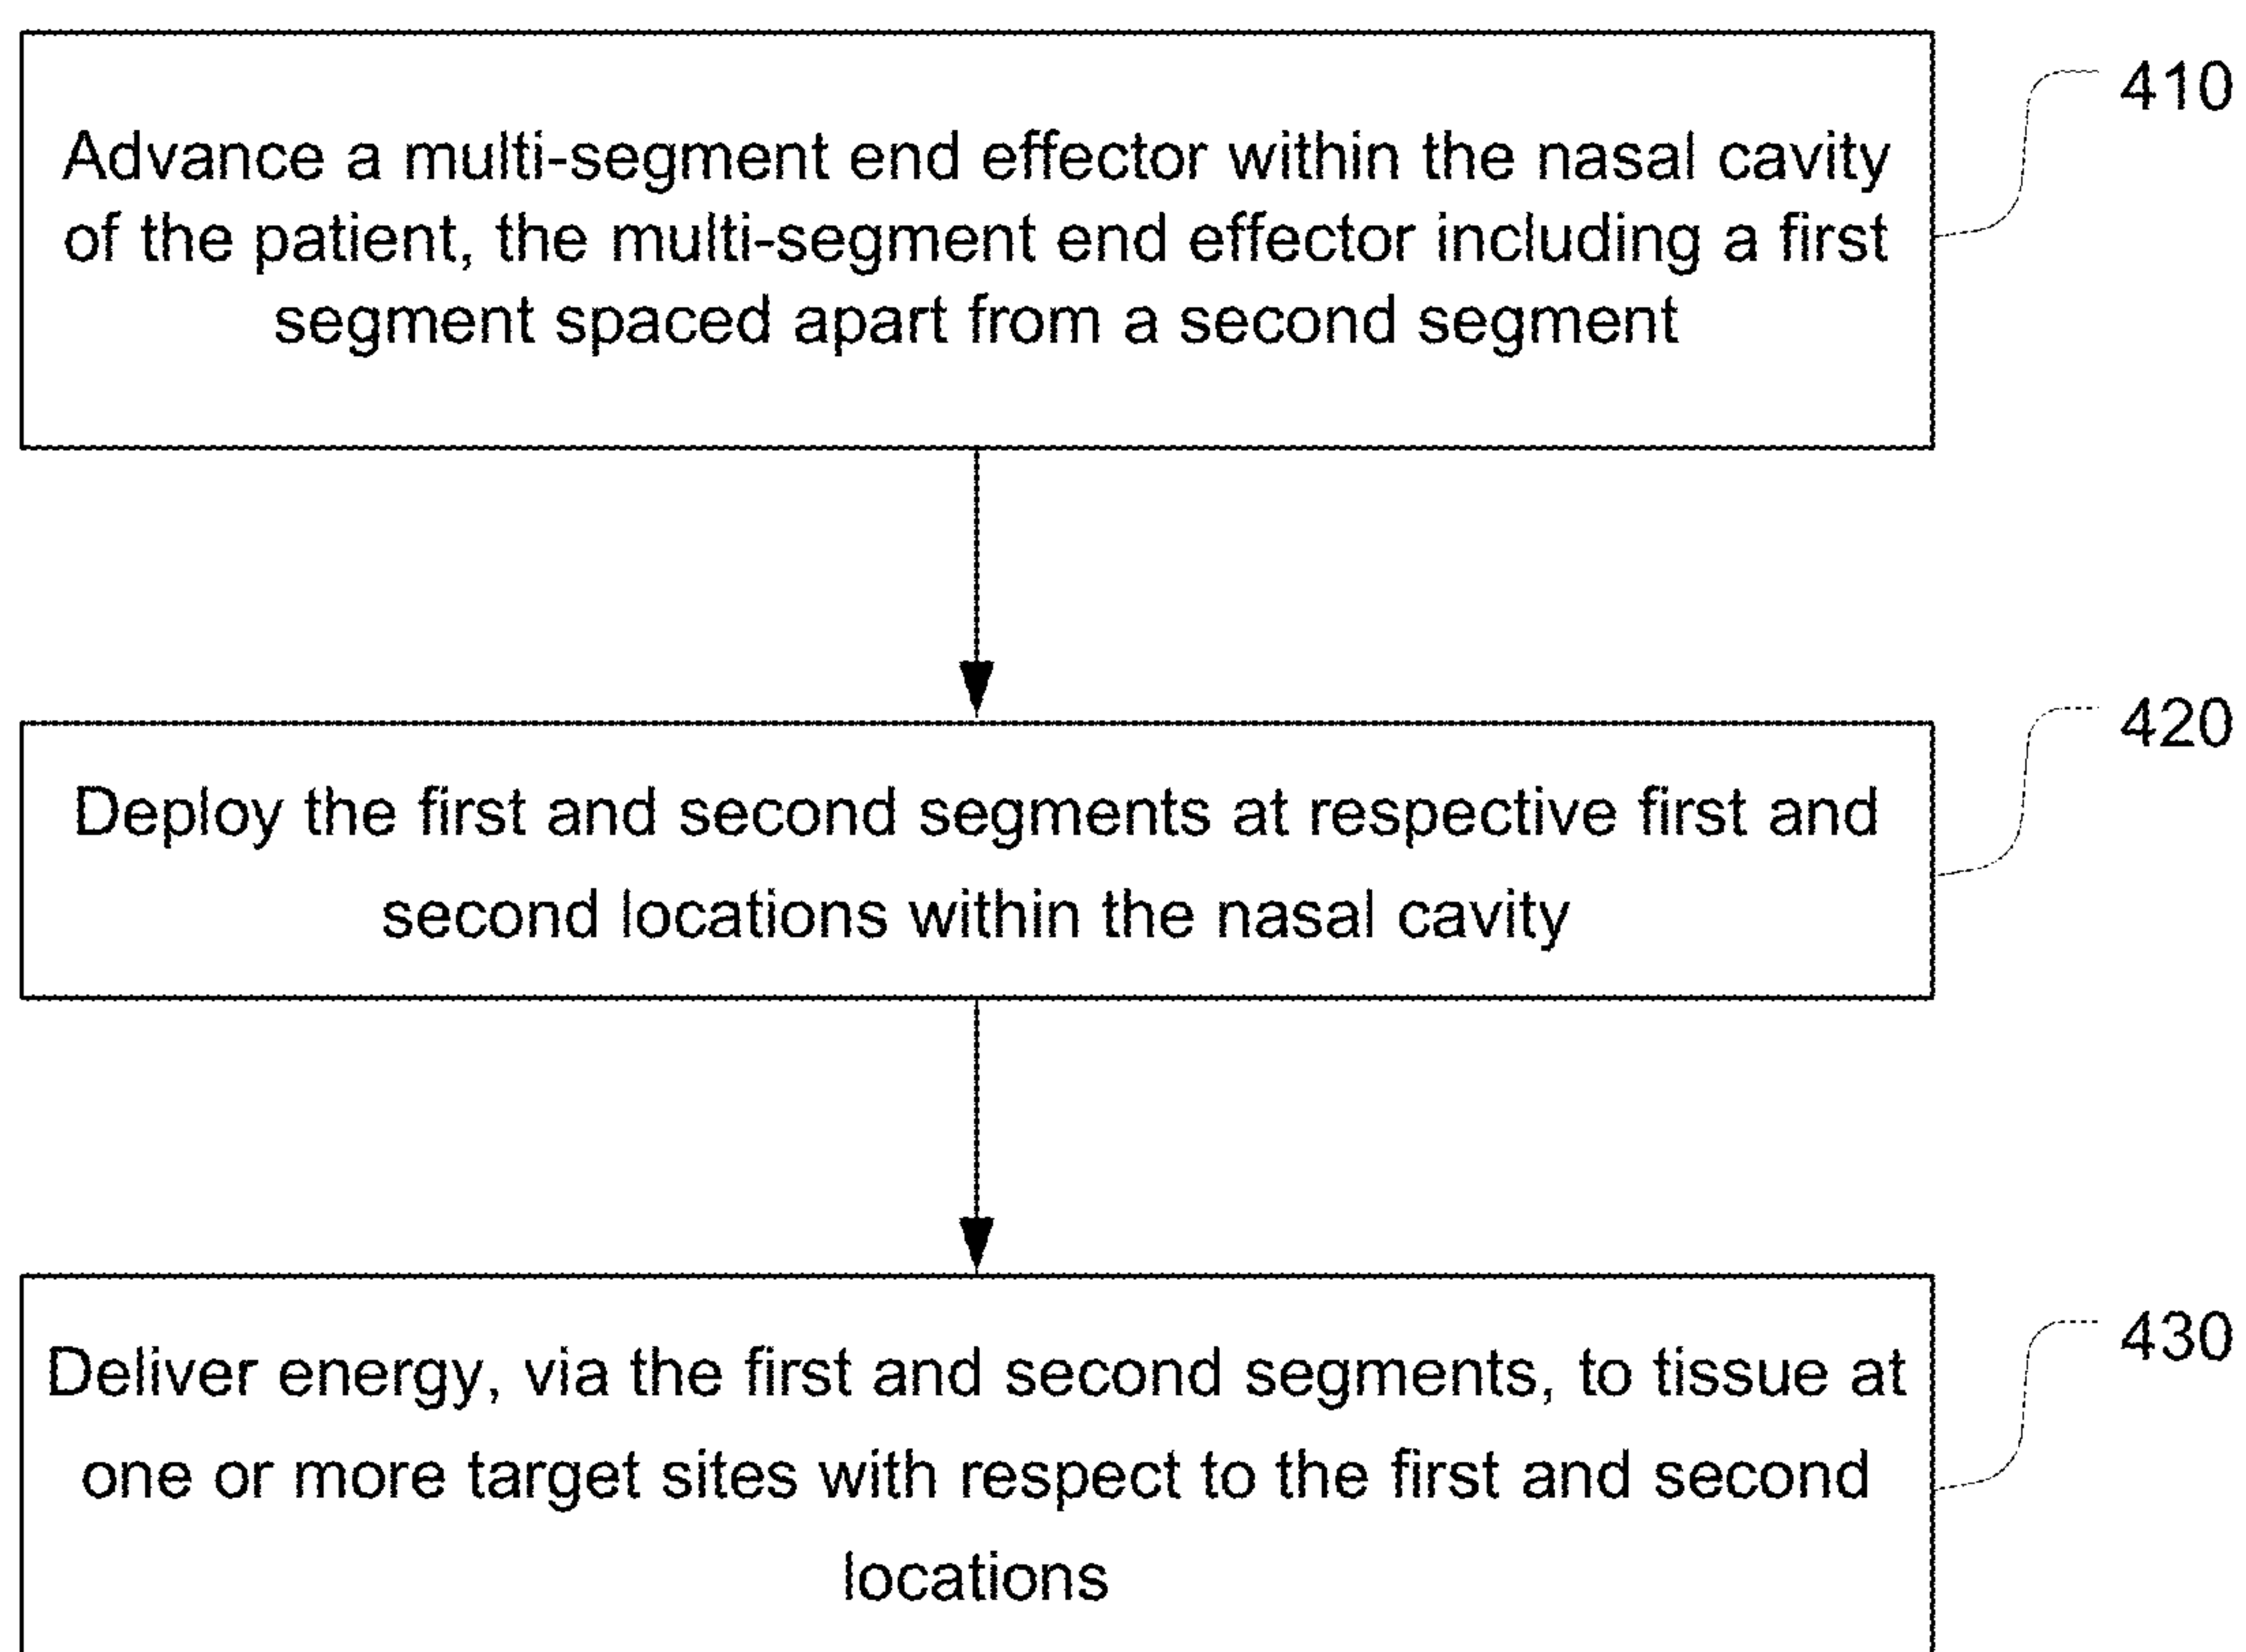 410
Advance a multi-segment end effector within the nasal cavity
of the patient, the multi-segment end effector including a first
segment spaced apart from a second segment
420
Deploy the first and second segments at respective first and
second locations within the nasal cavity
430
Deliver energy, via the first and second segments, to tissue at
one or more target sites with respect to the first and second
locations